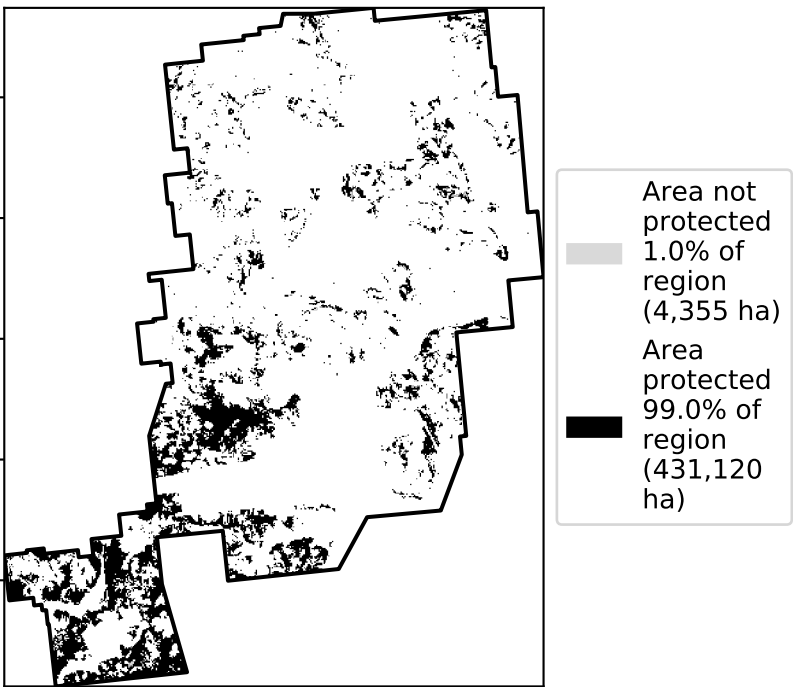 Area not
protected
1.0% of
region
(4,355 ha)
Area
protected
99.0% of
region
(431,120
ha)